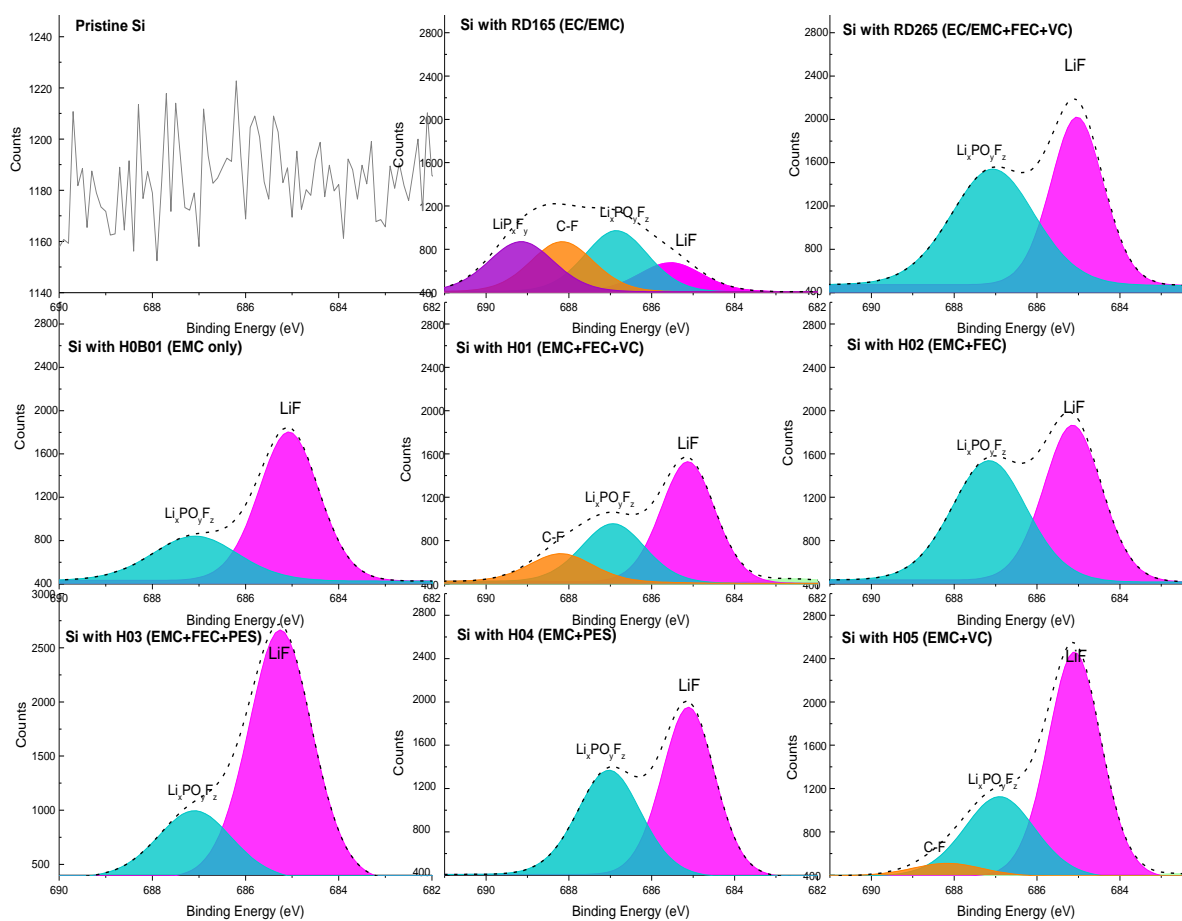 Pristine Si
Counts
1240
1220
1200
1180
1160
1140
690 688 686 684 682
Binding Energy (eV)
Si with RD165 (EC/EMC)
Counts
2800
2400
2000
1600
1200
800
400
LiPxFy
C-F
LixPOyFz
LiF
690 688 686 684 682
Binding Energy (eV)
Si with RD265 (EC/EMC+FEC+VC)
Counts
2800
2400
2000
1600
1200
800
400
LixPOyFz
LiF
690 688 686 684
Binding Energy (eV)
Si with H0B01 (EMC only)
Counts
2800
2400
2000
1600
1200
800
400
LixPOyFz
LiF
690 688 686 684 682
Binding Energy (eV)
Si with H01 (EMC+FEC+VC)
Counts
2800
2400
2000
1600
1200
800
400
C-F
LixPOyFz
LiF
690 688 686 684 682
Binding Energy (eV)
Si with H02 (EMC+FEC)
Counts
2800
2400
2000
1600
1200
800
400
LixPOyFz
LiF
690 688 686 684
Binding Energy (eV)
Si with H03 (EMC+FEC+PES)
Counts
3000
2500
2000
1500
1000
500
LixPOyFz
LiF
690 688 686 684 682
Binding Energy (eV)
Si with H04 (EMC+PES)
Counts
2800
2400
2000
1600
1200
800
400
LixPOyFz
LiF
690 688 686 684 682
Binding Energy (eV)
Si with H05 (EMC+VC)
Counts
2800
2400
2000
1600
1200
800
400
C-F
LixPOyFz
LiF
690 688 686 684
Binding Energy (eV)